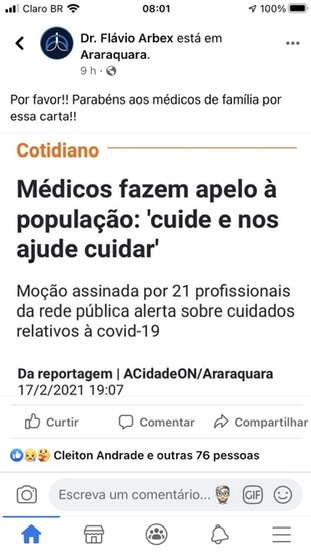 Claro BR 08:01 100%
Dr. Flávio Arbex está em
Araraquara.
9 h ·
Por favor!! Parabéns aos médicos de família por
essa carta!!
Cotidiano
Médicos fazem apelo à
população: 'cuide e nos
ajude cuidar'
Moção assinada por 21 profissionais
da rede pública alerta sobre cuidados
relativos à covid-19
Da reportagem | ACidadeON/Araraquara
17/2/2021 19:07
Curtir Comentar Compartilhar
Cleiton Andrade e outras 76 pessoas
Escreva um comentário... GIF